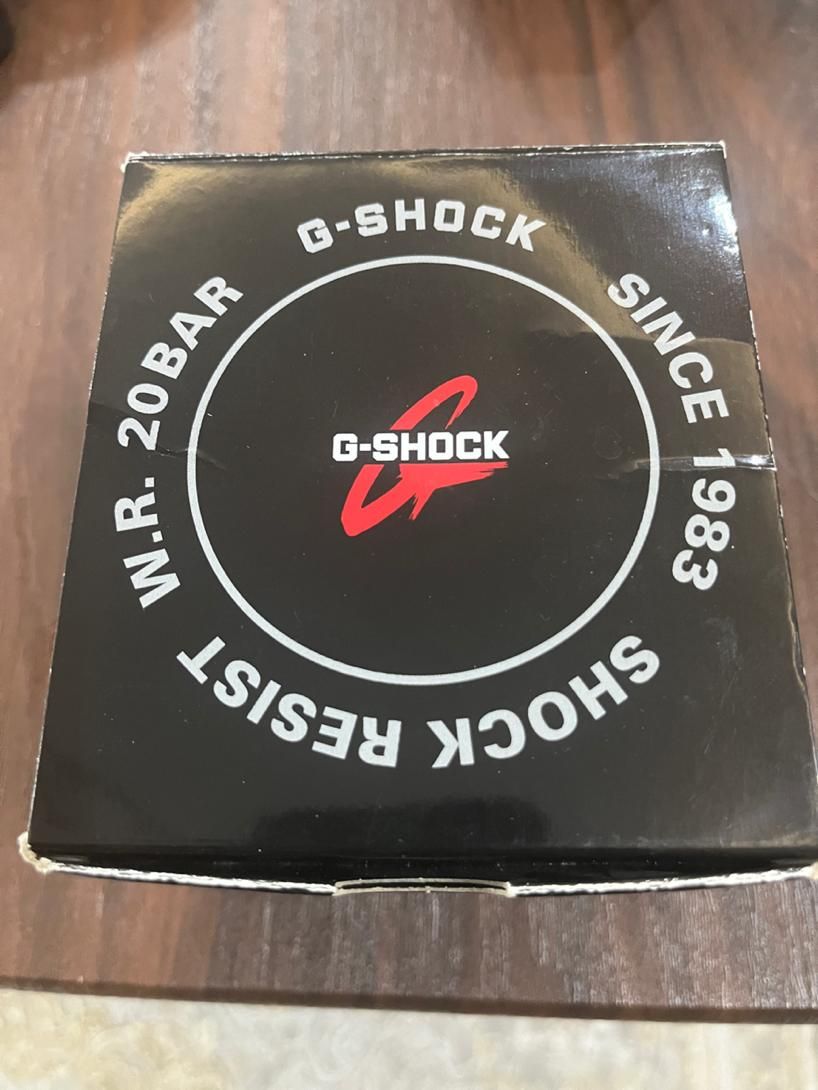 G-SHOCK
SINCE 1983
SHOCK RESIST
W.R. 20BAR
G-SHOCK